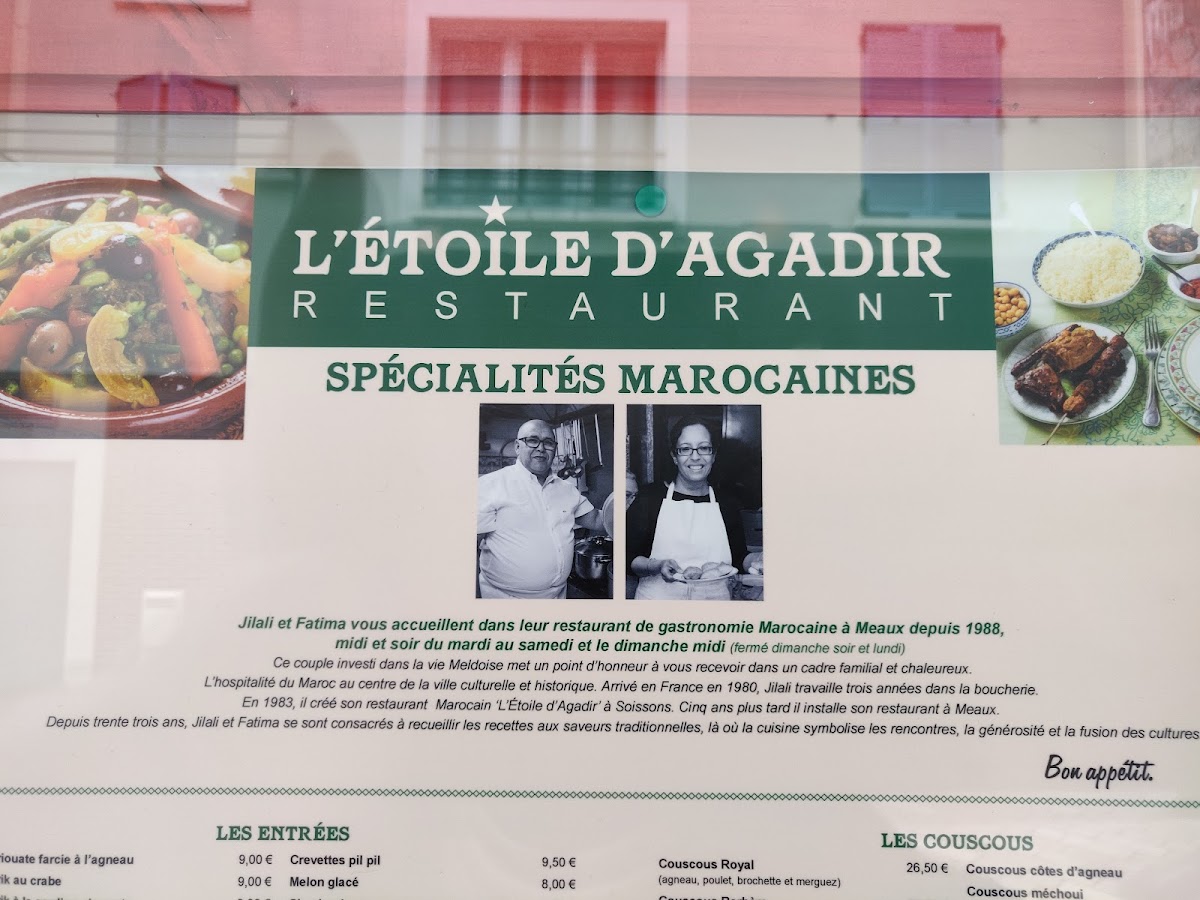 L'ÉTOILE D'AGADIR
RESTAURANT
SPÉCIALITÉS MAROCAINES
Jilali et Fatima vous accueillent dans leur restaurant de gastronomie Marocaine à Meaux depuis 1988,
midi et soir du mardi au samedi et le dimanche midi (fermé dimanche soir et lundi)
Ce couple investi dans la vie Meldoise met un point d'honneur à vous recevoir dans un cadre familial et chaleureux.
L'hospitalité du Maroc au centre de la ville culturelle et historique. Arrivé en France en 1980, Jilali travaille trois années dans la boucherie.
En 1983, il créé son restaurant Marocain 'L'Étoile d'Agadir' à Soissons. Cinq ans plus tard il installe son restaurant à Meaux.
Depuis trente trois ans, Jilali et Fatima se sont consacrés à recueillir les recettes aux saveurs traditionnelles, là où la cuisine symbolise les rencontres, la générosité et la fusion des cultures
Bon appétit.
LES ENTRÉES
farcie à l'agneau 9,00 €
au crabe 9,00 €
Crevettes pil pil 9,50 €
Melon glacé 8,00 €
LES COUSCOUS
Couscous Royal 26,50 €
(agneau, poulet, brochette et merguez)
Couscous côtes d'agneau
Couscous méchoui